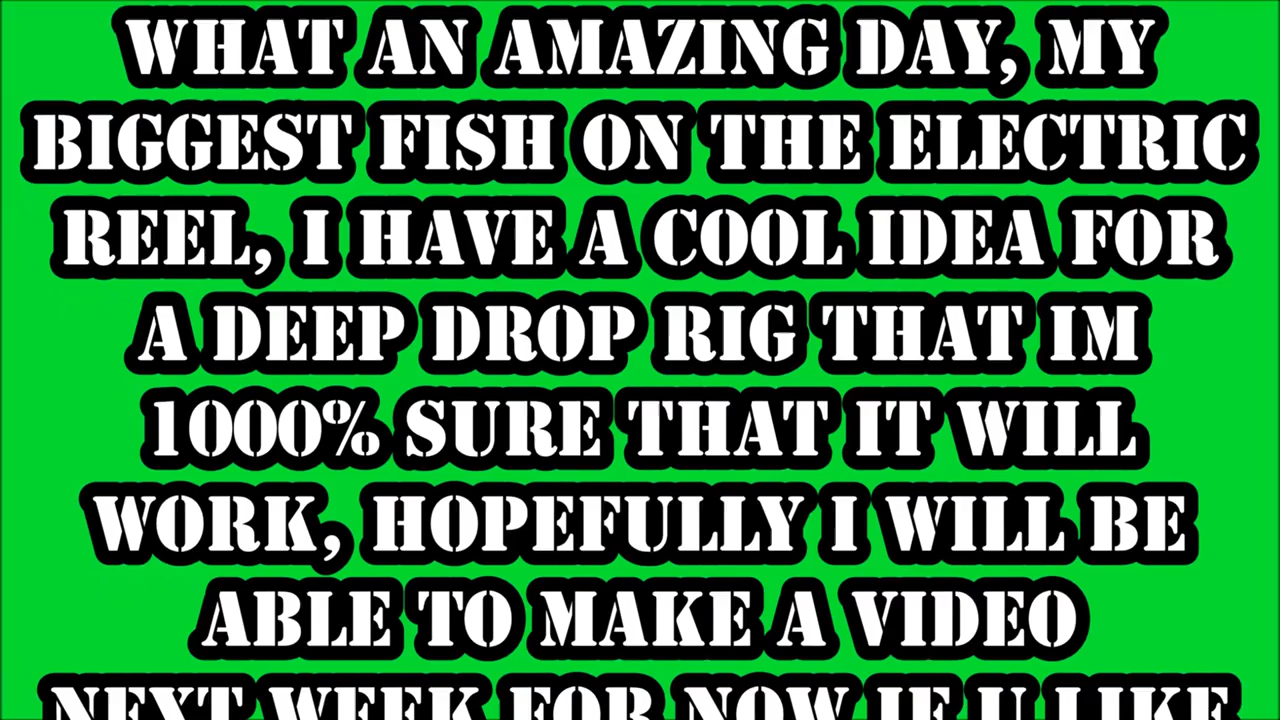 WHAT AN AMAZING DAY, MY
BIGGEST FISH ON THE ELECTRIC
REEL, I HAVE A COOL IDEA FOR
A DEEP DROP RIG THAT IM
1000% SURE THAT IT WILL
WORK, HOPEFULLY I WILL BE
ABLE TO MAKE A VIDEO
NEXT WEEK FOR NOW IF U LIKE